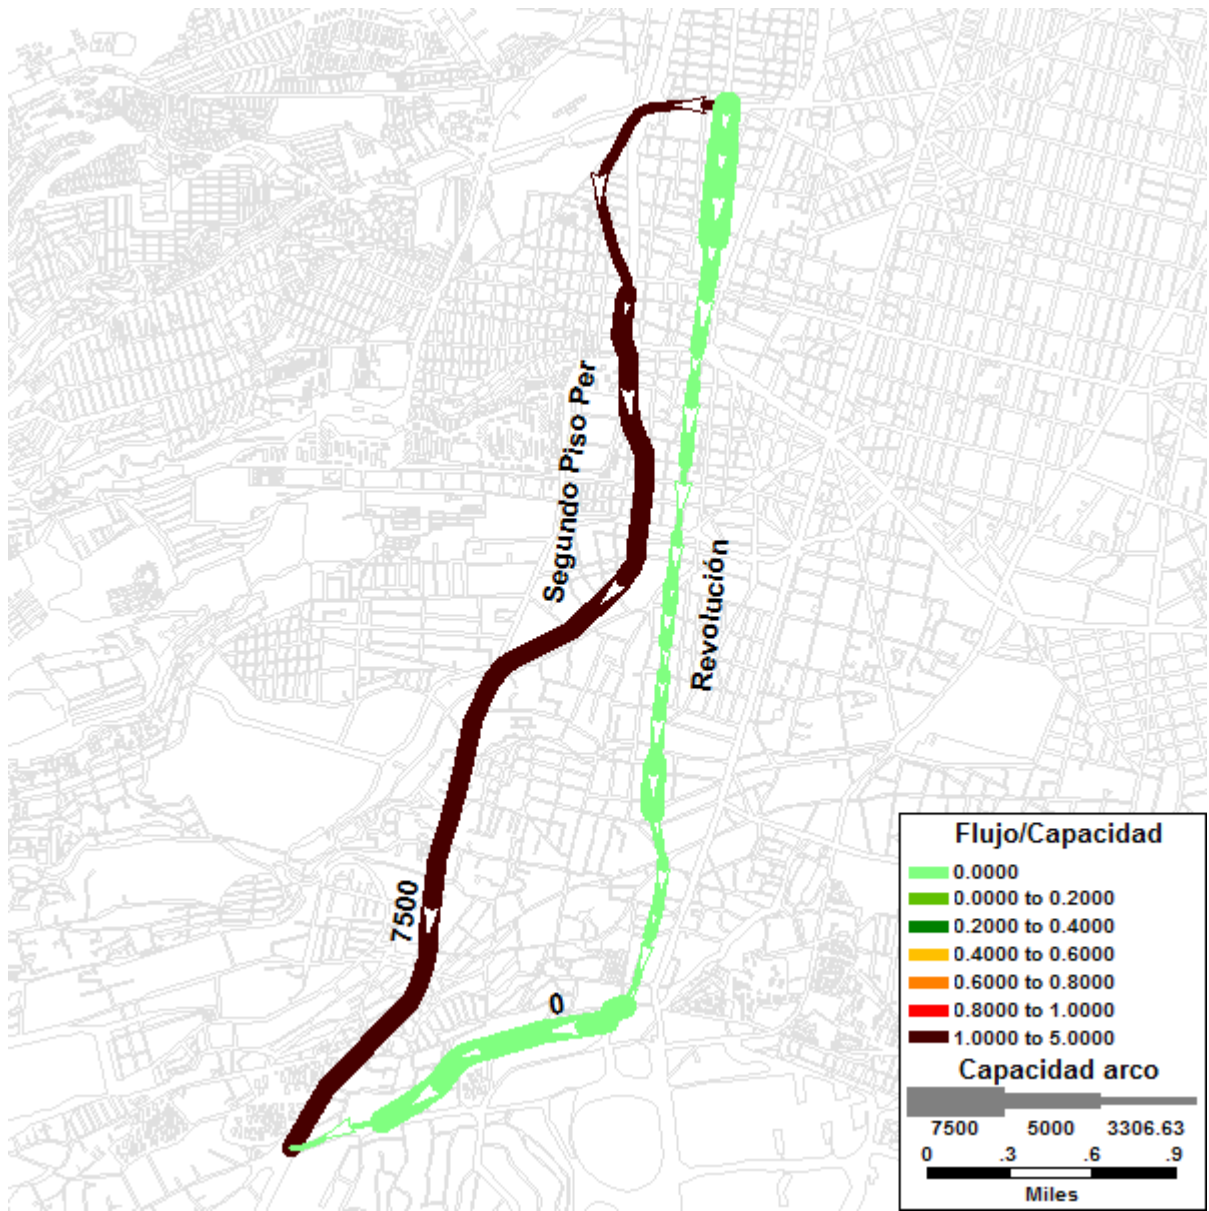 Segundo Piso Per
Revolución
7500
0
Flujo/Capacidad
0.0000
0.0000 to 0.2000
0.2000 to 0.4000
0.4000 to 0.6000
0.6000 to 0.8000
0.8000 to 1.0000
1.0000 to 5.0000
Capacidad arco
7500 5000 3306.63
0 .3 .6 .9
Miles